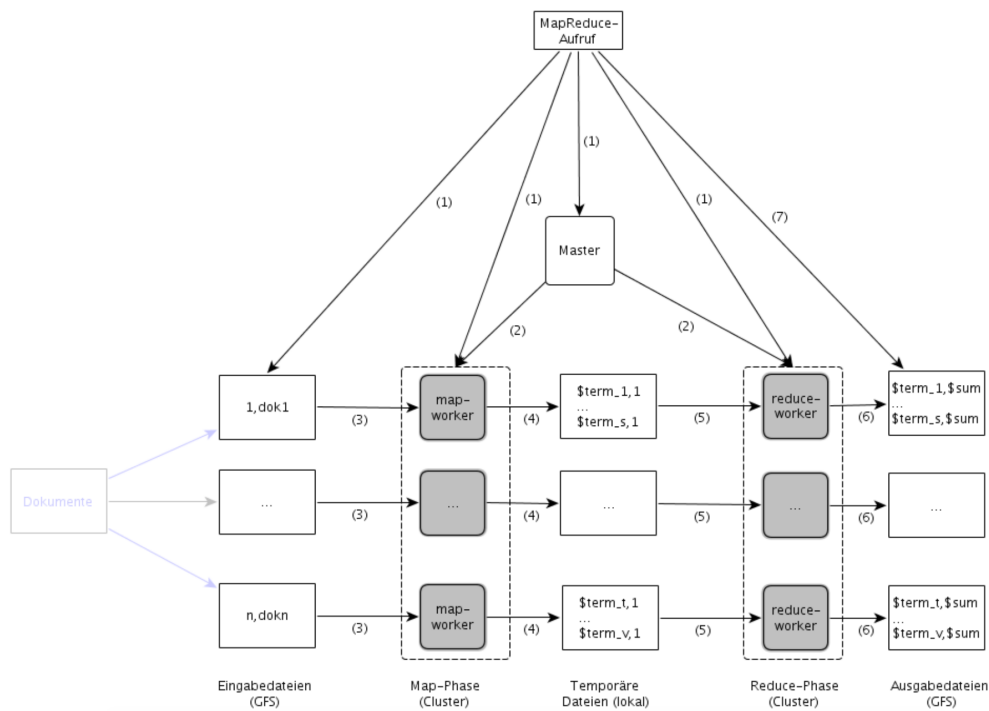 MapReduce-
Aufruf
(1)
(1)
(1)
(1)
(7)
Master
(2)
(2)
1,dok1
(3)
map-
worker
(4)
$term_1,1
...
$term_s,1
(5)
reduce-
worker
(6)
$term_1,$sum
...
$term_s,$sum
Dokumente
...
(3)
...
(4)
...
(5)
...
(6)
...
n,dokn
(3)
map-
worker
(4)
$term_t,1
...
$term_v,1
(5)
reduce-
worker
(6)
$term_t,$sum
...
$term_v,$sum
Eingabedateien
(GFS)
Map-Phase
(Cluster)
Temporäre
Dateien (lokal)
Reduce-Phase
(Cluster)
Ausgabedateien
(GFS)